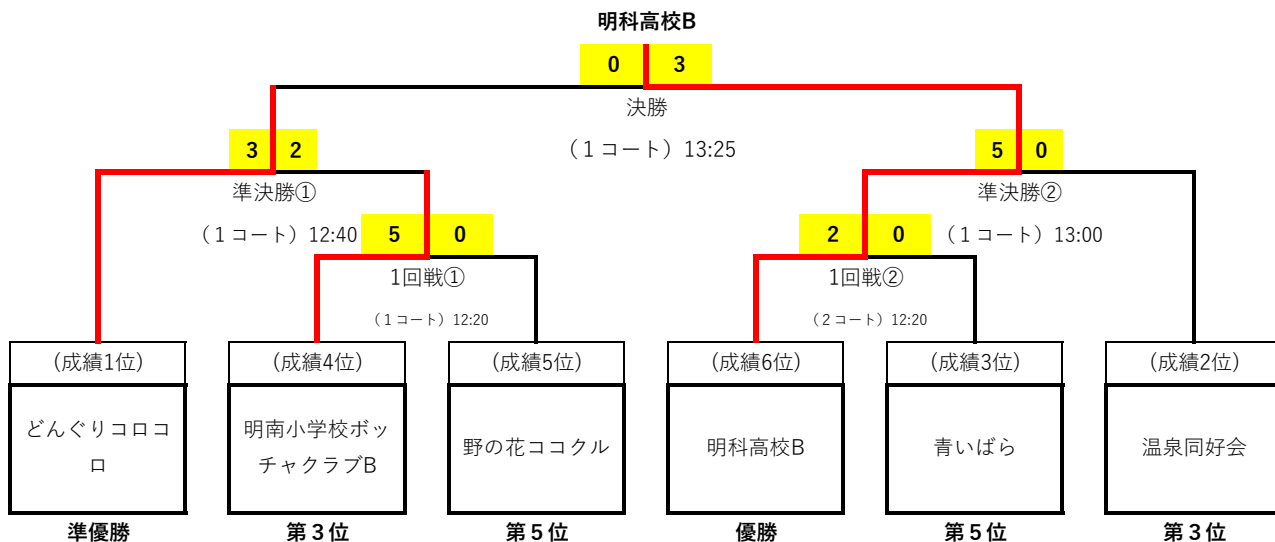 明科高校B
0 3
決勝
（１コート）13:25
3 2
5 0
準決勝①
準決勝②
（１コート）12:40
5 0
2 0
（１コート）13:00
1回戦①
1回戦②
（１コート）12:20
（２コート）12:20
(成績1位)
(成績4位)
(成績5位)
(成績6位)
(成績3位)
(成績2位)
どんぐりコロコ
ロ
明南小学校ボッ
チャクラブB
野の花ココクル
明科高校B
青いばら
温泉同好会
準優勝
第３位
第５位
優勝
第５位
第３位